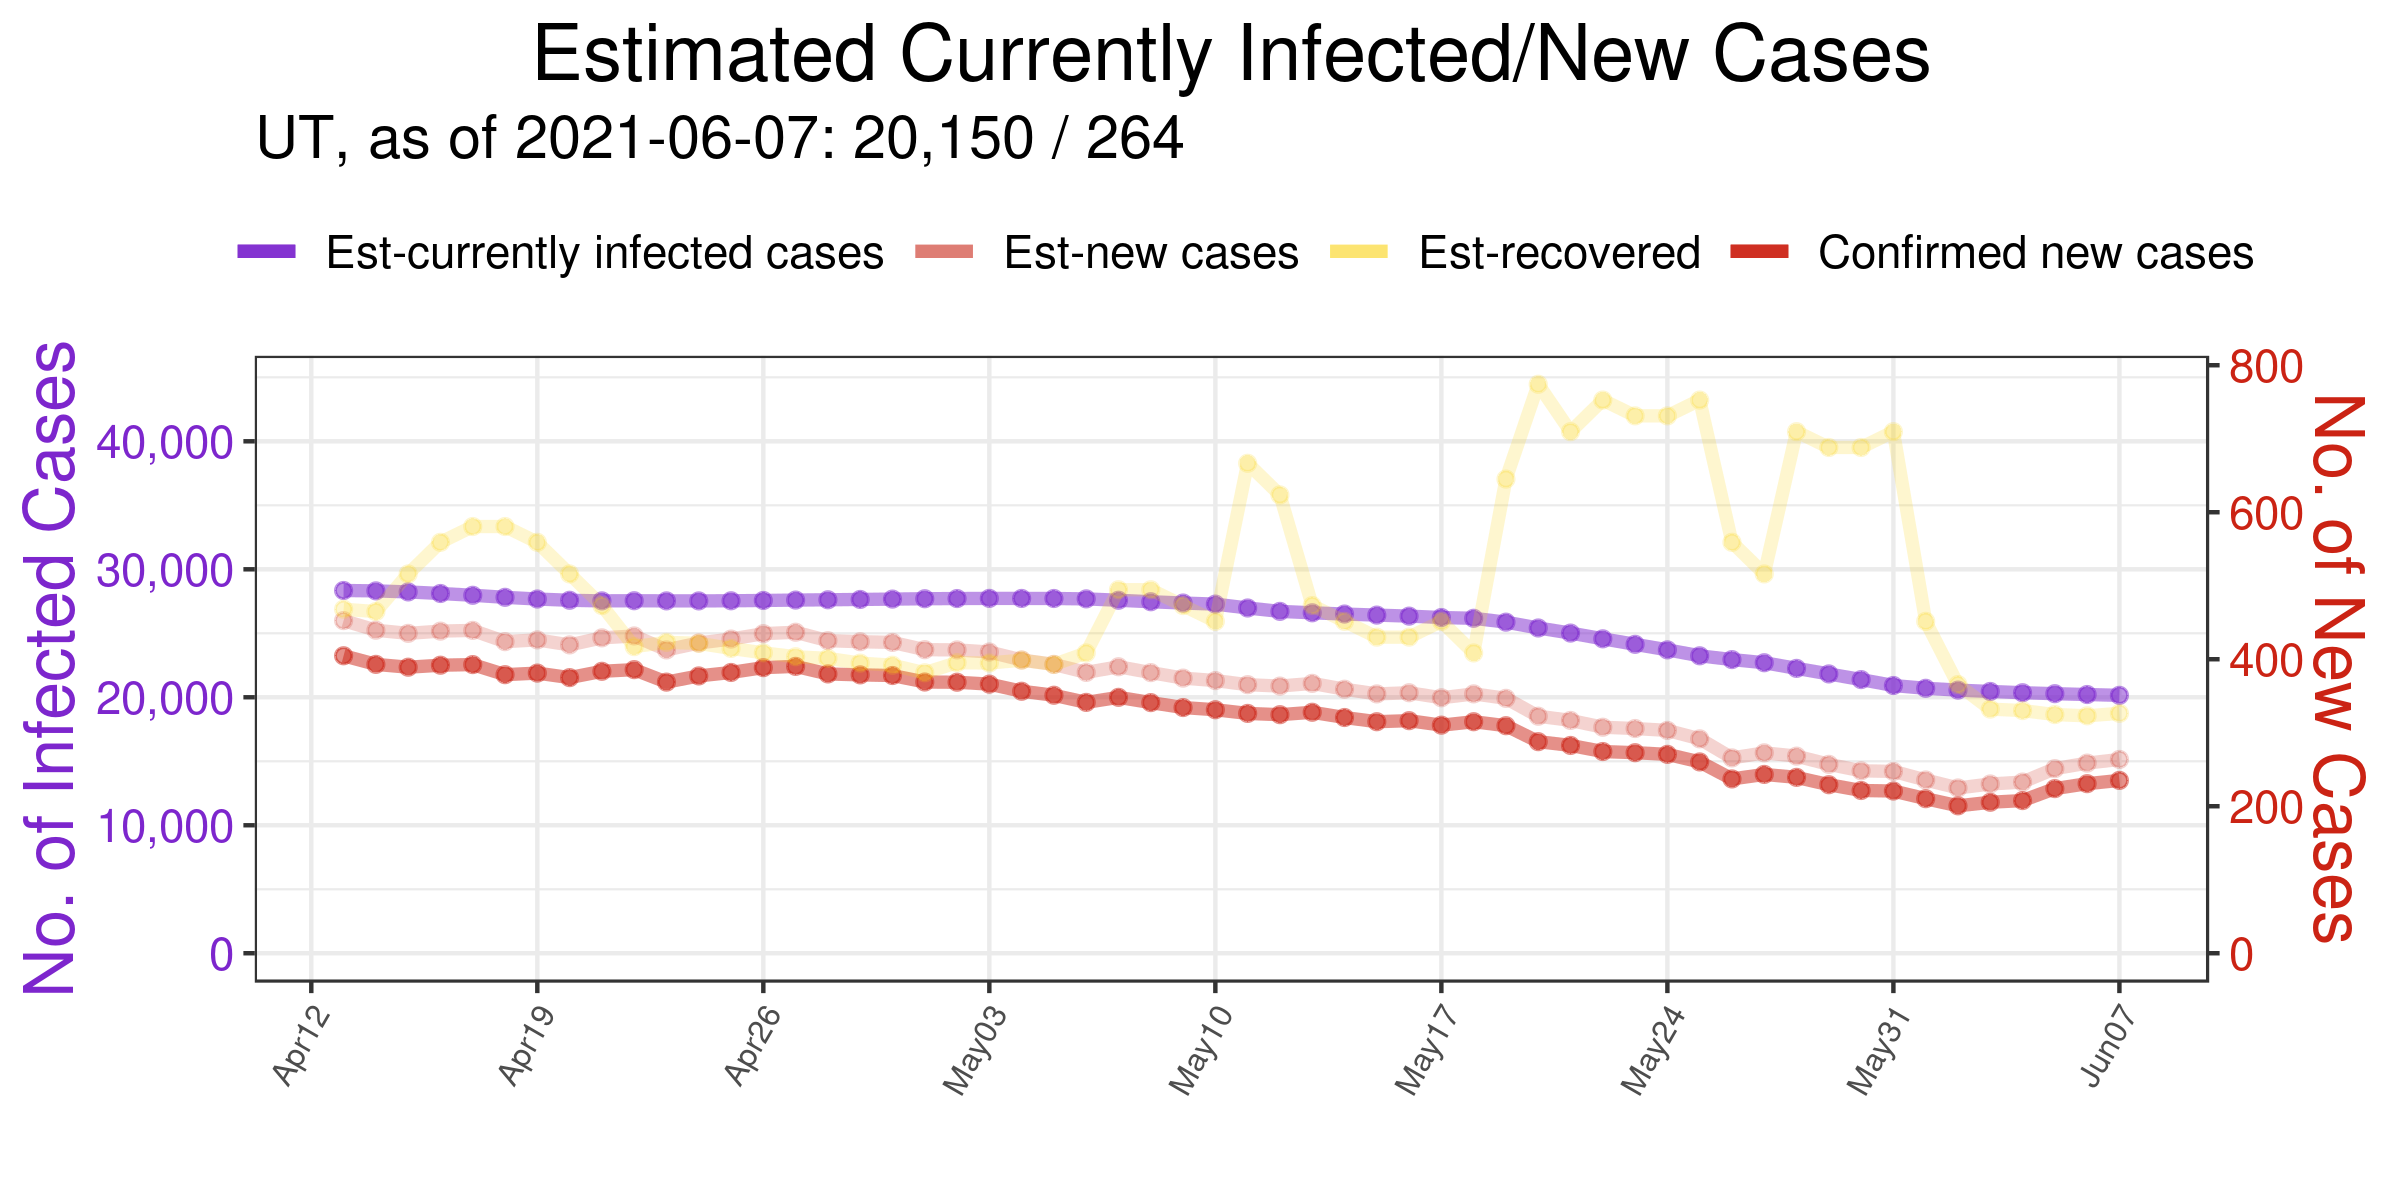 Estimated Currently Infected/New Cases
UT, as of 2021-06-07: 20,150 / 264
Est-currently infected cases Est-new cases Est-recovered Confirmed new cases
No. of Infected Cases
40,000
30,000
20,000
10,000
0
800
600
400
200
0
No. of New Cases
Apr12 Apr19 Apr26 May03 May10 May17 May24 May31 Jun07